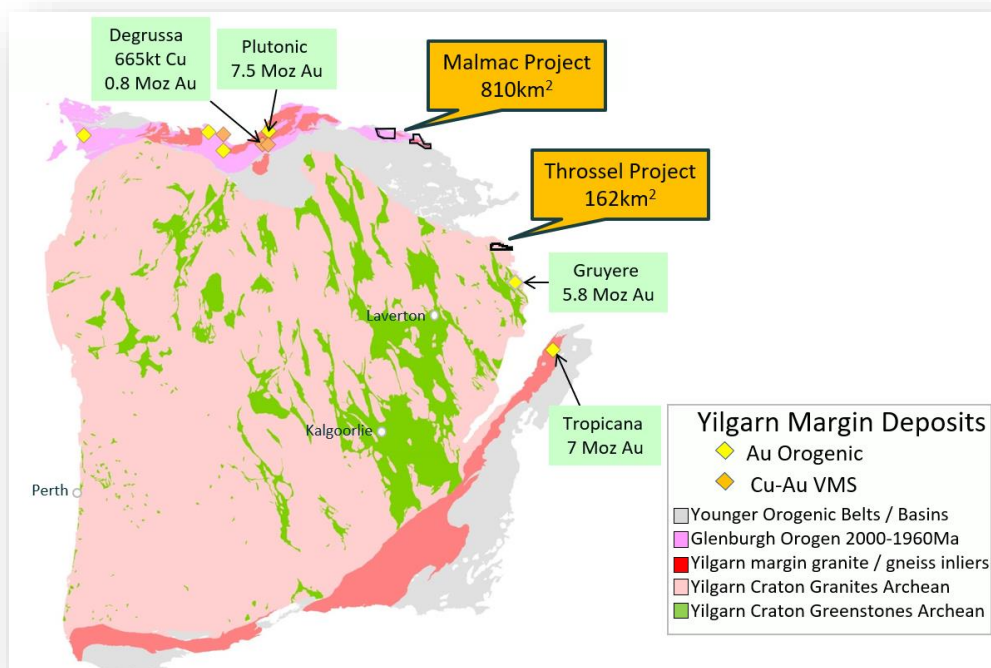 Degrussa
665kt Cu
0.8 Moz Au
Plutonic
7.5 Moz Au
Malmac Project
810km²
Throssel Project
162km²
Gruyere
5.8 Moz Au
Laverton
Tropicana
7 Moz Au
Kalgoorlie
Perth
Yilgarn Margin Deposits
Au Orogenic
Cu-Au VMS
Younger Orogenic Belts / Basins
Glenburgh Orogen 2000-1960Ma
Yilgarn margin granite / gneiss inliers
Yilgarn Craton Granites Archean
Yilgarn Craton Greenstones Archean